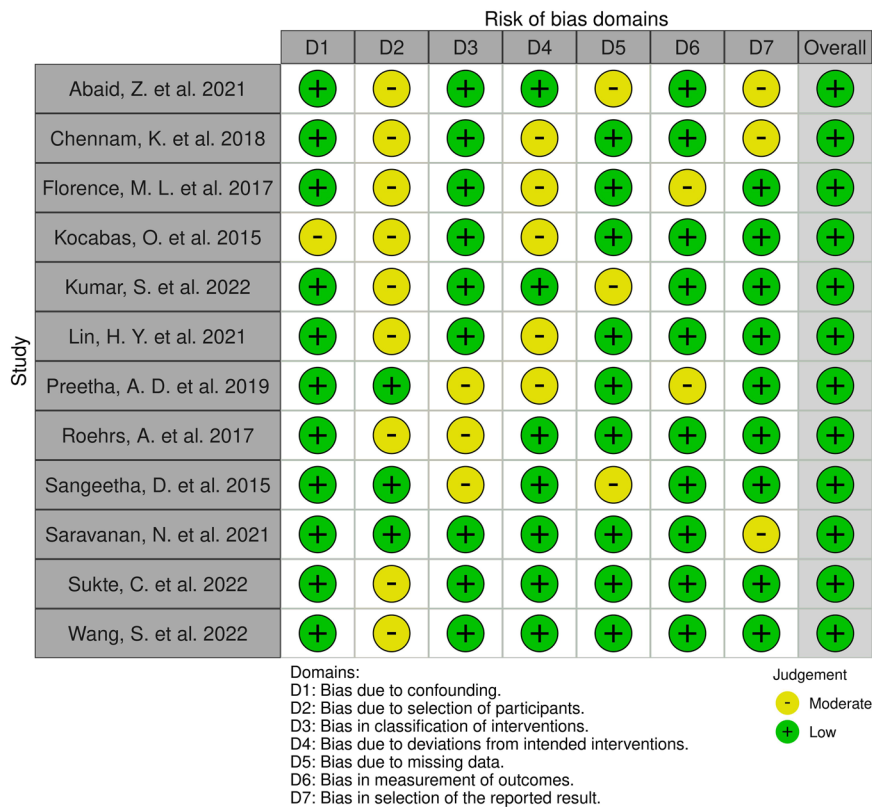 Risk of bias domains
D1 D2 D3 D4 D5 D6 D7 Overall
Study
Abaid, Z. et al. 2021 + - + + - + - +
Chennam, K. et al. 2018 + - + - + + - +
Florence, M. L. et al. 2017 + - + - + - + +
Kocabas, O. et al. 2015 - - + - + + + +
Kumar, S. et al. 2022 + - + + - + + +
Lin, H. Y. et al. 2021 + - + - + + + +
Preetha, A. D. et al. 2019 + + - - + - + +
Roehrs, A. et al. 2017 + - - + + + + +
Sangeetha, D. et al. 2015 + + - + - + + +
Saravanan, N. et al. 2021 + + + + + + - +
Sukte, C. et al. 2022 + - + + + + + +
Wang, S. et al. 2022 + - + + + + + +
Domains:
D1: Bias due to confounding.
D2: Bias due to selection of participants.
D3: Bias in classification of interventions.
D4: Bias due to deviations from intended interventions.
D5: Bias due to missing data.
D6: Bias in measurement of outcomes.
D7: Bias in selection of the reported result.
Judgement
- Moderate
+ Low